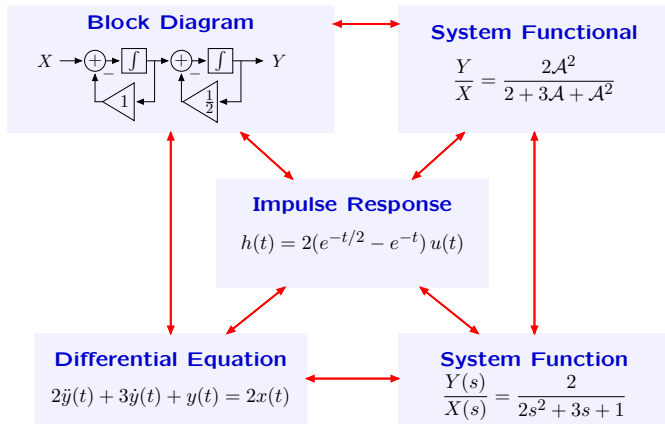 Block Diagram
X + − ∫ + − ∫ Y
1 1/2
System Functional
Y/X = 2𝒜²/(2 + 3𝒜 + 𝒜²)
Impulse Response
h(t) = 2(e^{−t/2} − e^{−t}) u(t)
Differential Equation
2ÿ(t) + 3ẏ(t) + y(t) = 2x(t)
System Function
Y(s)/X(s) = 2/(2s² + 3s + 1)